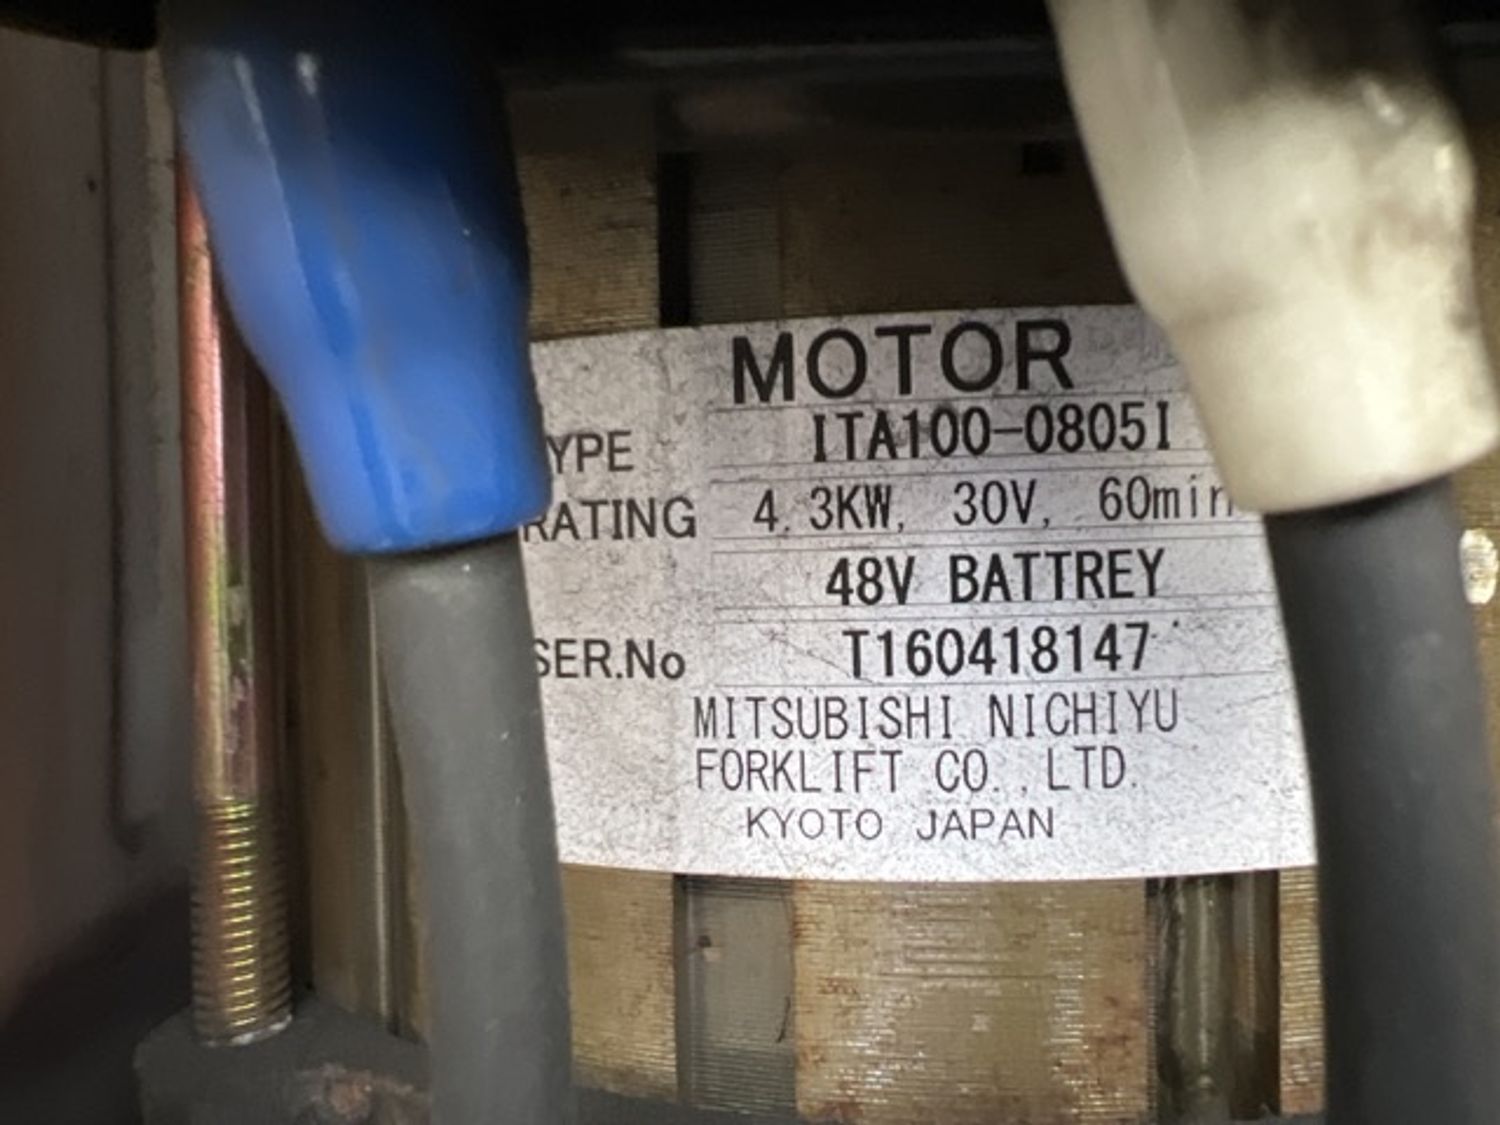 MOTOR
YPE ITA100-0805I
RATING 4.3KW, 30V, 60min
48V BATTREY
SER.No T160418147
MITSUBISHI NICHIYU
FORKLIFT CO.,LTD.
KYOTO JAPAN